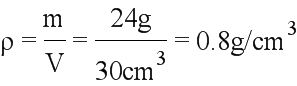 ρ = m/V = 24g/30cm³ = 0.8g/cm³